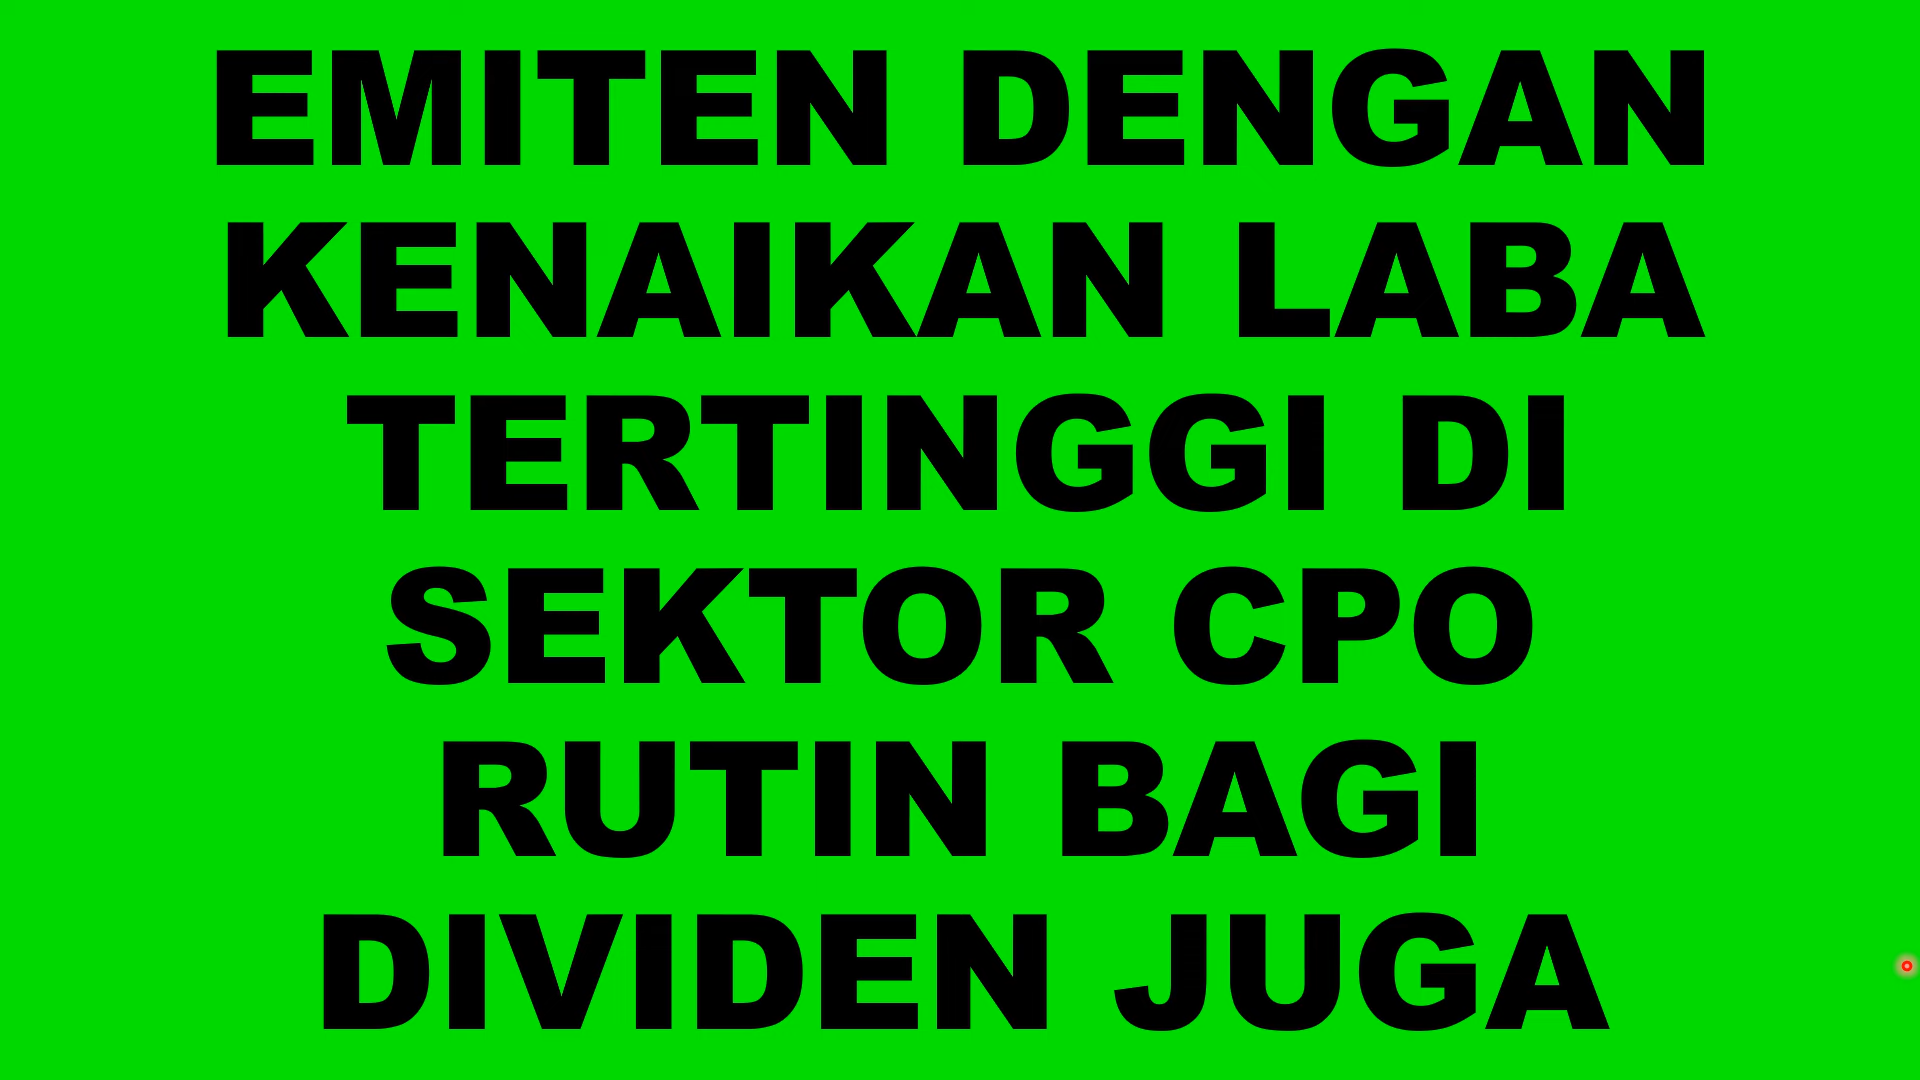 EMITEN DENGAN
KENAIKAN LABA
TERTINGGI DI
SEKTOR CPO
RUTIN BAGI
DIVIDEN JUGA